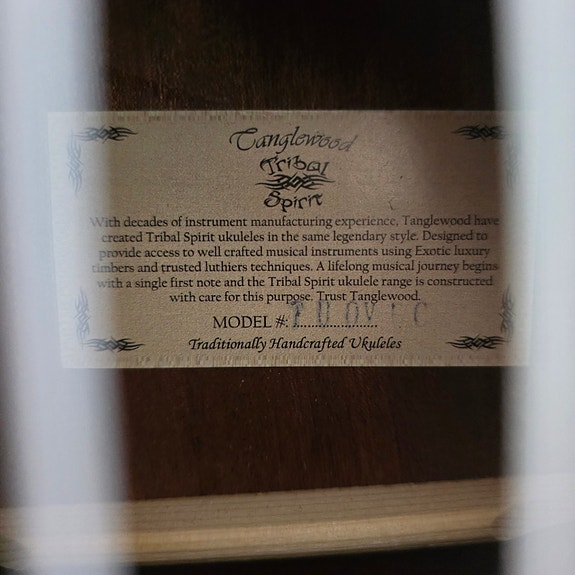 Tanglewood
Tribal
Spirit
With decades of instrument manufacturing experience, Tanglewood have
created Tribal Spirit ukuleles in the same legendary style. Designed to
provide access to well crafted musical instruments using Exotic luxury
timbers and trusted luthiers techniques. A lifelong musical journey begins
with a single first note and the Tribal Spirit ukulele range is constructed
with care for this purpose. Trust Tanglewood.
MODEL #:
Traditionally Handcrafted Ukuleles